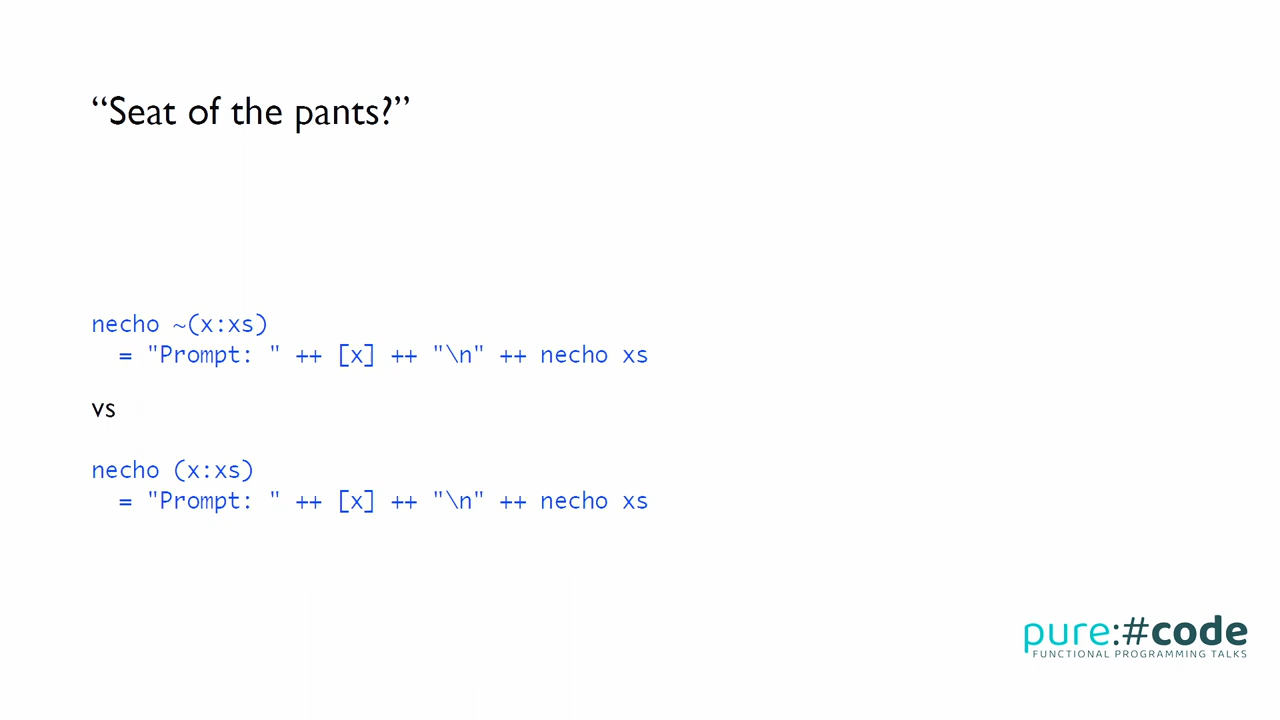 “Seat of the pants?”
necho ~(x:xs)
  = "Prompt: " ++ [x] ++ "\n" ++ necho xs
vs
necho (x:xs)
  = "Prompt: " ++ [x] ++ "\n" ++ necho xs
pure:#code
FUNCTIONAL PROGRAMMING TALKS